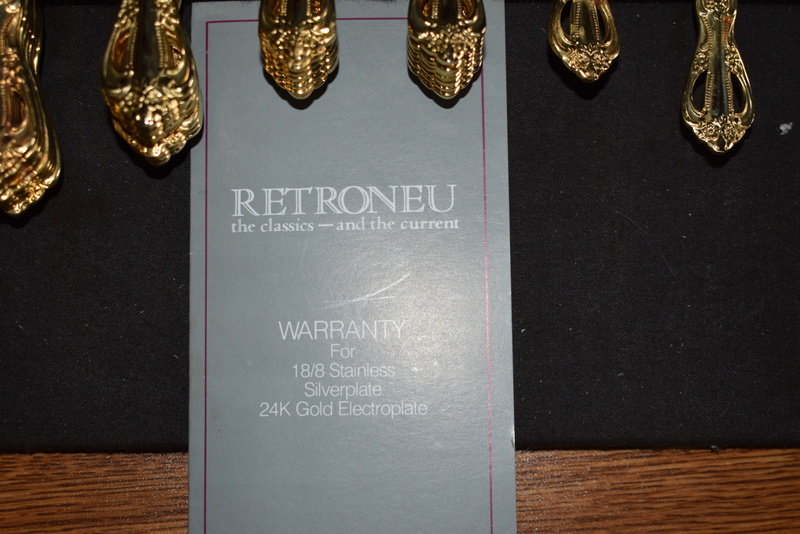 RETRONEU
the classics — and the current
WARRANTY
For
18/8 Stainless
Silverplate
24K Gold Electroplate